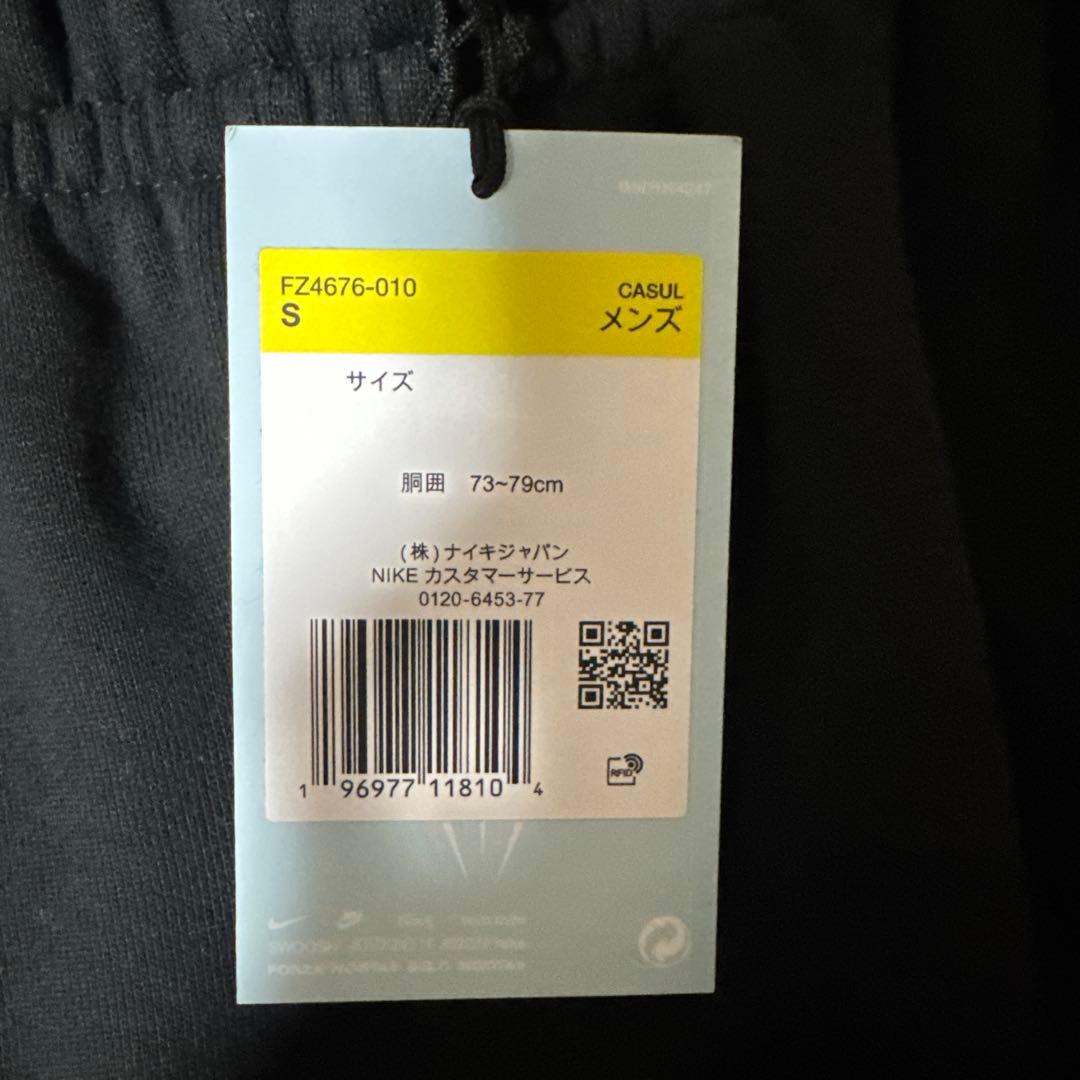 FZ4676-010
S
CASUL
メンズ
サイズ
胴囲 73~79cm
(株)ナイキジャパン
NIKE カスタマーサービス
0120-6453-77
1 96977 11810 4
RFID